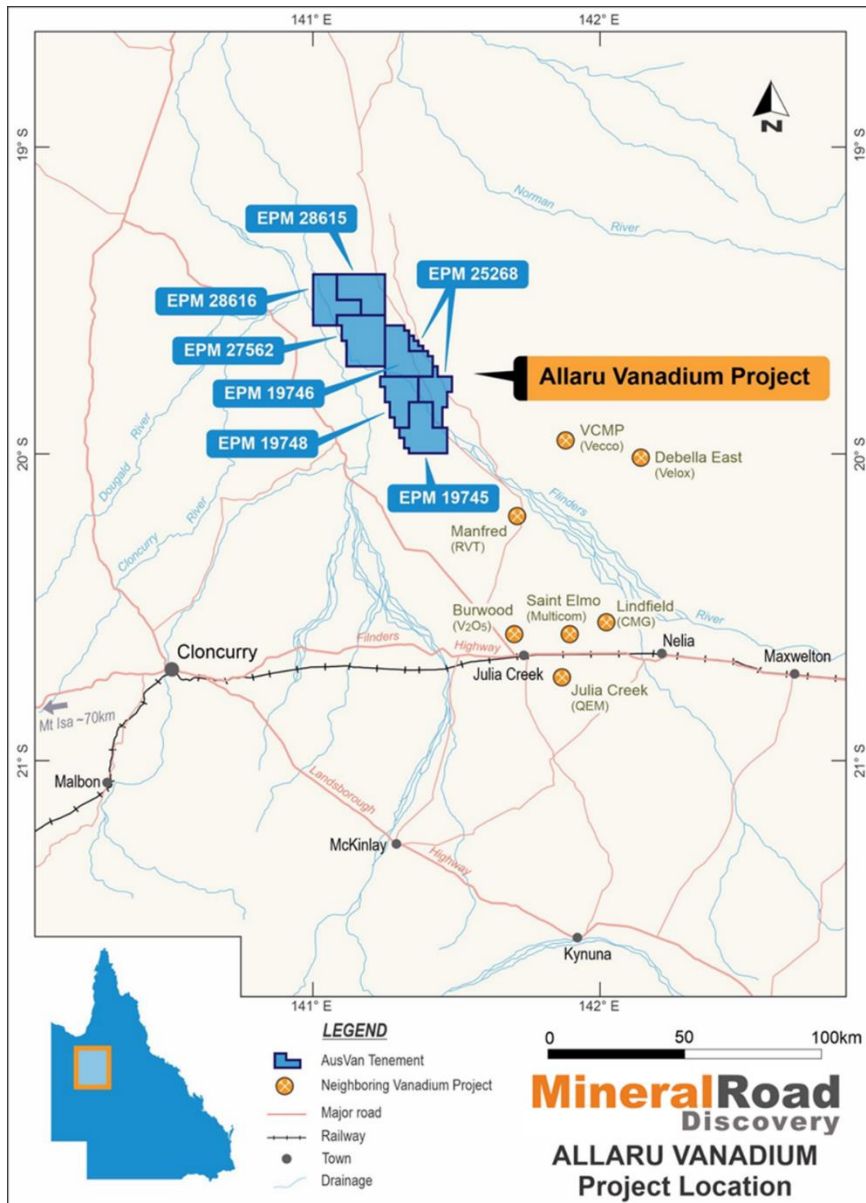 141° E
142° E
19° S
19° S
N
Norman
River
EPM 28615
EPM 25268
EPM 28616
EPM 27562
Allaru Vanadium Project
EPM 19746
EPM 19748
EPM 19745
VCMP
(Vecco)
Debella East
(Velox)
20° S
20° S
Dougald
River
Cloncurry
River
Flinders
River
Manfred
(RVT)
Burwood
(V₂O₅)
Saint Elmo
(Multicom)
Lindfield
(CMG)
Cloncurry
Flinders
Highway
Julia Creek
Nelia
Maxwelton
Julia Creek
(QEM)
Mt Isa ~70km
21° S
21° S
Malbon
Landsborough
Highway
McKinlay
Kynuna
141° E
142° E
LEGEND
AusVan Tenement
Neighboring Vanadium Project
Major road
Railway
Town
Drainage
0 50 100km
MineralRoad
Discovery
ALLARU VANADIUM
Project Location